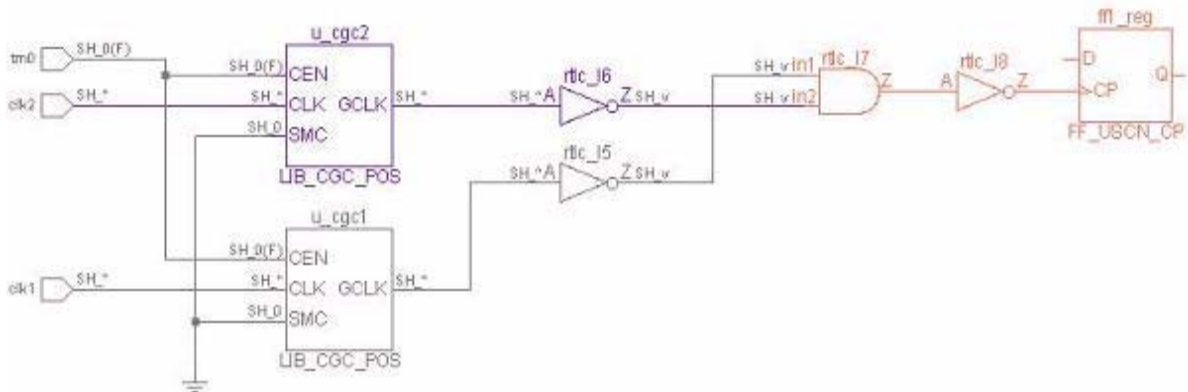 u_cgc2
ff1_reg
tm0 SH_0(F)
SH_0(F) CEN
rtlc_I6
SH_v in1 rtlc_I7
rtlc_I8
D
Q
clk2 SH_*
SH_* CLK GCLK SH_*
SH_^ A Z SH_v
SH_v in2
Z
A Z
CP
SH_0 SMC
FF_USCN_CP
LIB_CGC_POS
rtlc_I5
SH_^ A Z SH_v
u_cgc1
SH_0(F) CEN
clk1 SH_*
SH_* CLK GCLK SH_*
SH_0 SMC
LIB_CGC_POS